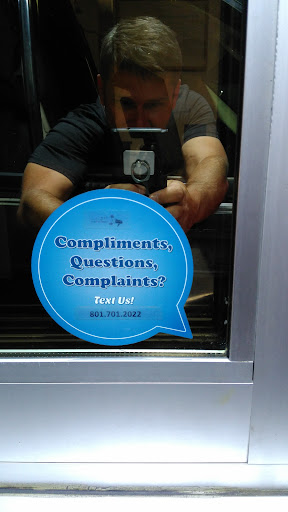 Compliments,
Questions,
Complaints?
Text Us!
801.701.2022